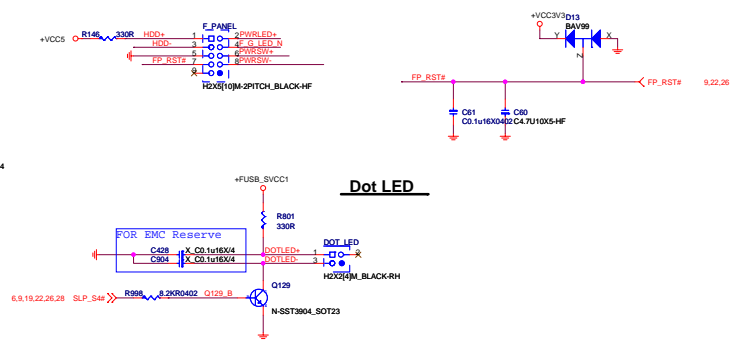 +VCC5
R146
330R
HDD+
HDD-
FP_RST#
F_PANEL
1
2
PWRLED+
3
4
F_G_LED_N
5
6
PWRSW+
7
8
PWRSW-
9
H2X5[10]M-2PITCH_BLACK-HF
+VCC3V3
D13
BAV99
Y
X
Z
FP_RST#
FP_RST#
9,22,26
C61
C0.1u16X0402
C60
C4.7U10X5-HF
4
+FUSB_SVCC1
Dot LED
R801
330R
FOR EMC Reserve
C428
X_C0.1u16X/4
C904
X_C0.1u16X/4
DOTLED+
DOTLED-
DOT_LED
1
2
3
H2X2[4]M_BLACK-RH
6,9,19,22,26,28
SLP_S4#
R998
8.2KR0402
Q129_B
Q129
N-SST3904_SOT23